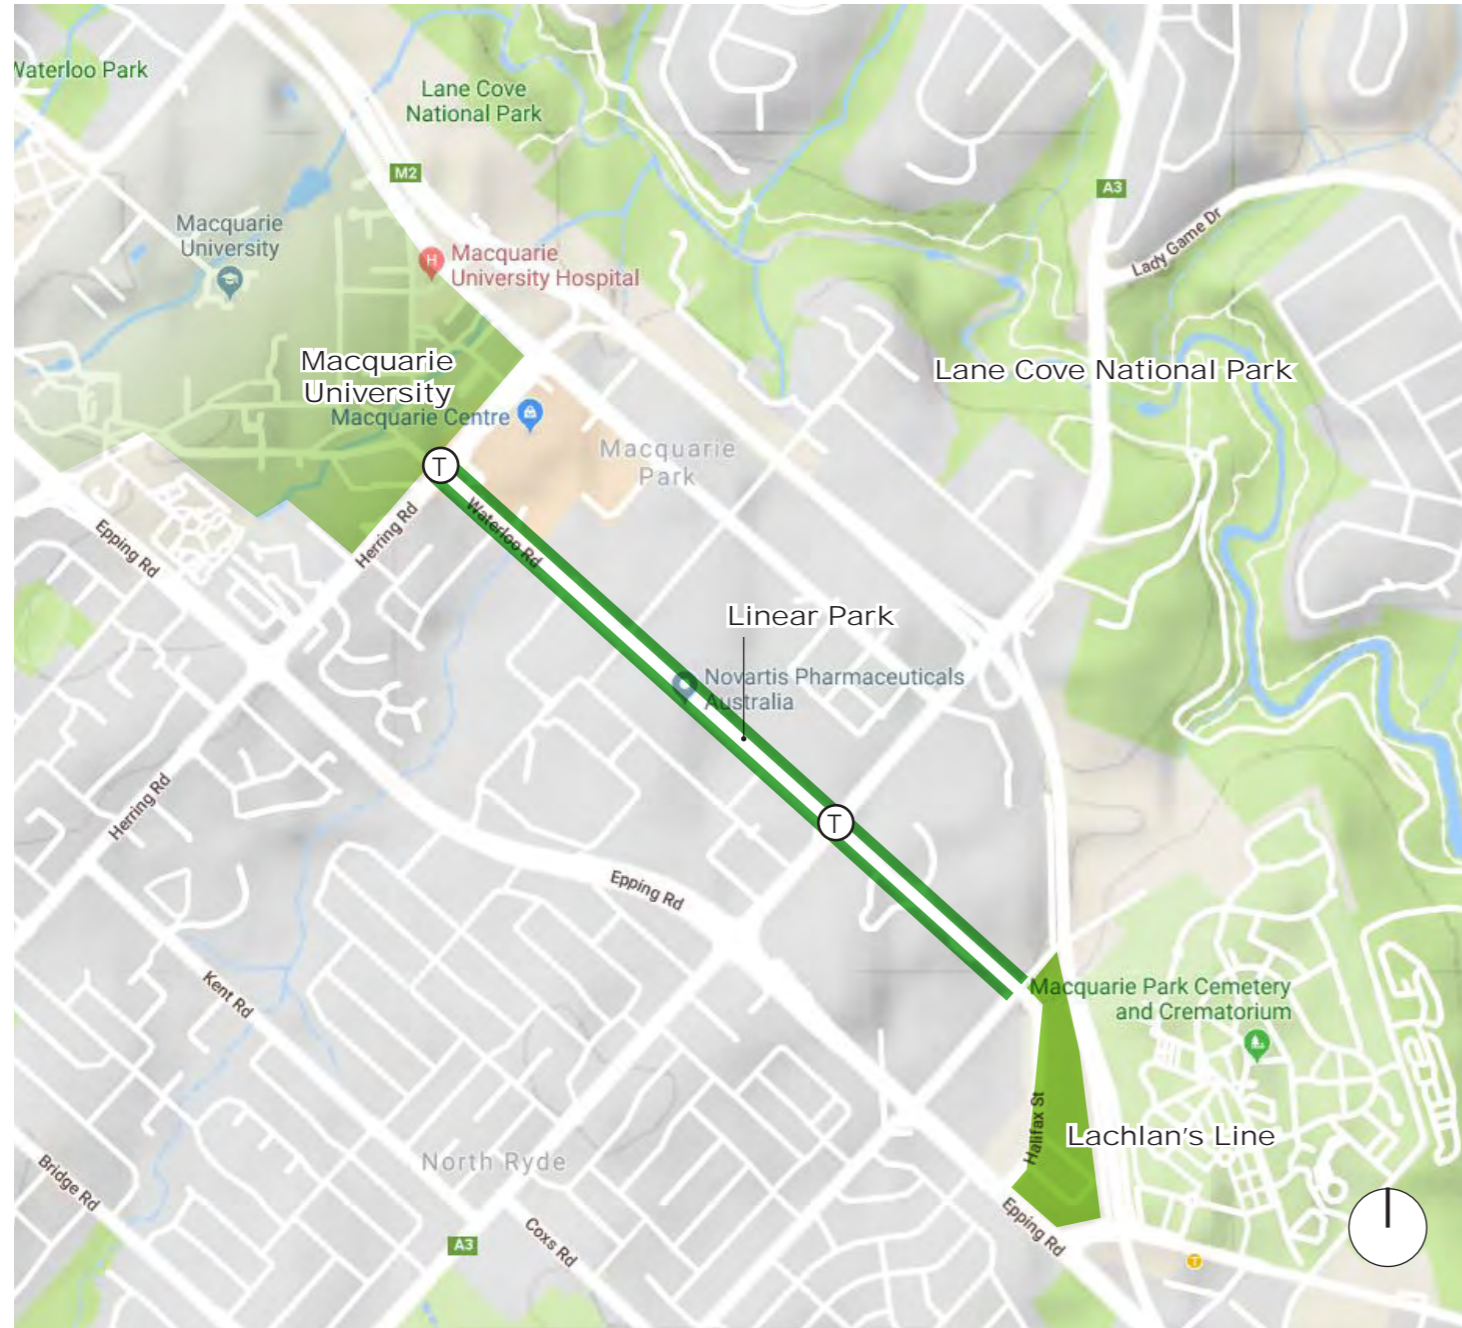 Waterloo Park
Lane Cove
National Park
M2
A3
Macquarie
University
Lady Game Dr
H
Macquarie
University Hospital
Macquarie
University
Lane Cove National Park
Macquarie Centre
Macquarie
Park
T
Waterloo Rd
Herring Rd
Epping Rd
Linear Park
Novartis Pharmaceuticals
Australia
Herring Rd
T
Epping Rd
Kent Rd
Macquarie Park Cemetery
and Crematorium
Halifax St
Lachlan's Line
North Ryde
Bridge Rd
Epping Rd
Coxs Rd
A3
T